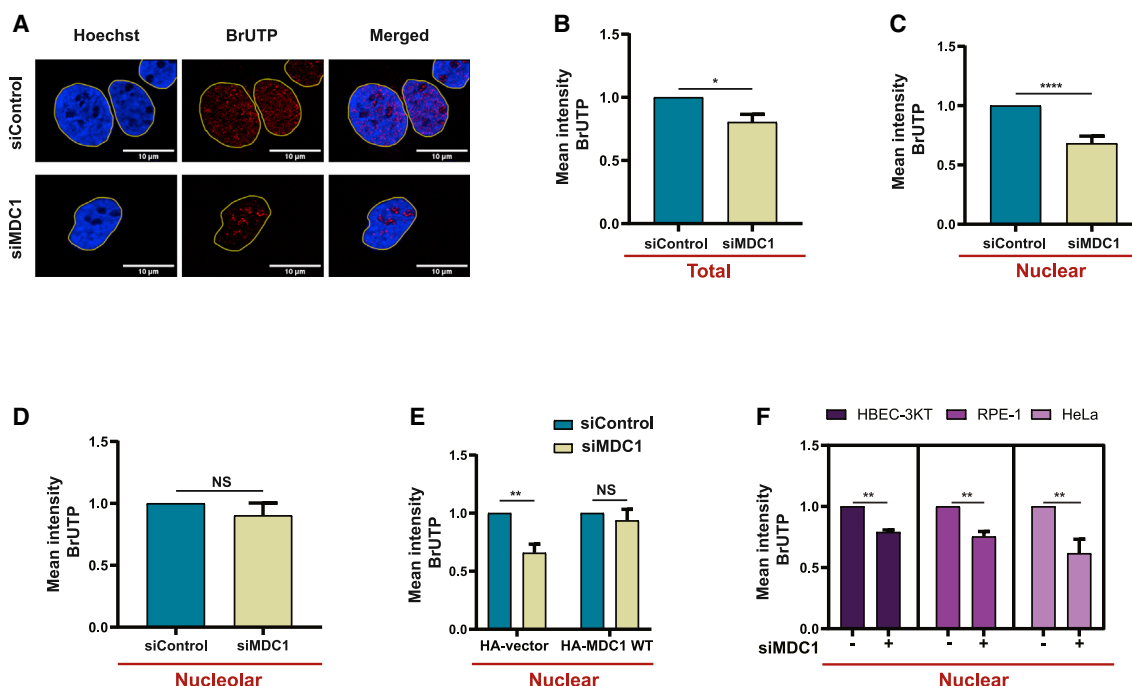 A
Hoechst BrUTP Merged
siControl
10 µm 10 µm 10 µm
siMDC1
10 µm 10 µm 10 µm
B
Mean intensity
BrUTP
1.5
1.0
0.5
0.0
*
siControl siMDC1
Total
C
Mean intensity
BrUTP
1.5
1.0
0.5
0.0
****
siControl siMDC1
Nuclear
D
Mean intensity
BrUTP
1.5
1.0
0.5
0.0
NS
siControl siMDC1
Nucleolar
E
siControl
siMDC1
Mean intensity
BrUTP
1.5
1.0
0.5
0.0
** NS
HA-vector HA-MDC1 WT
Nuclear
F
HBEC-3KT RPE-1 HeLa
Mean intensity
BrUTP
1.5
1.0
0.5
0.0
** ** **
siMDC1 - + - + - +
Nuclear